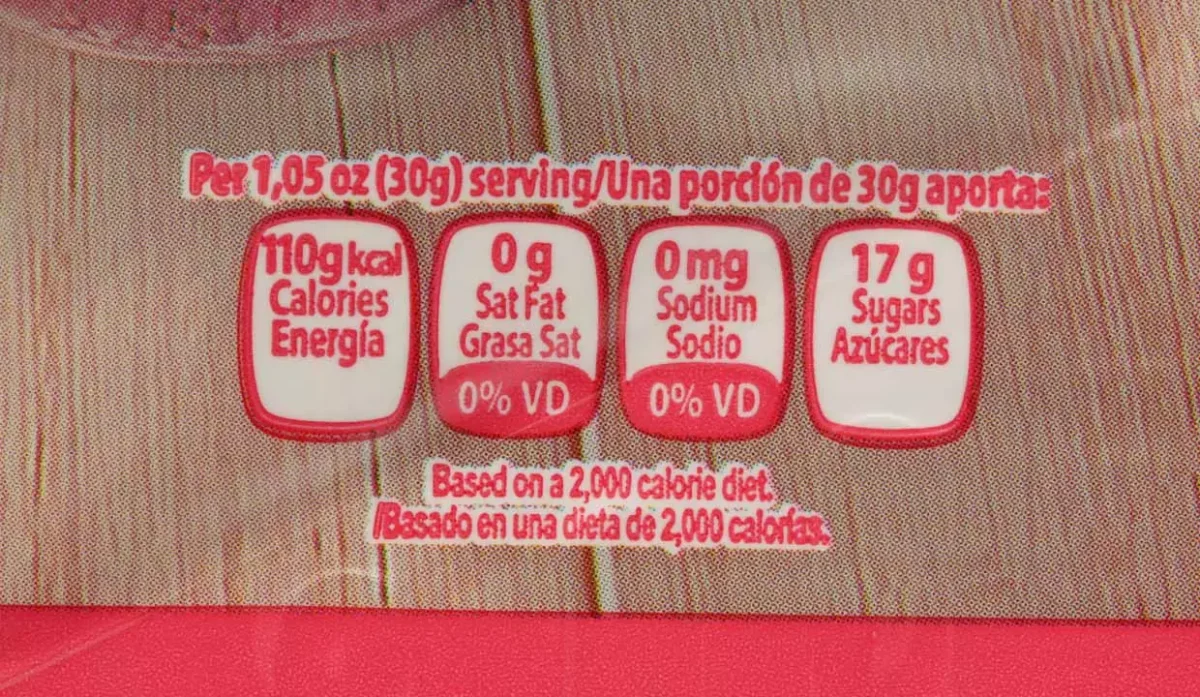 Per 1,05 oz (30g) serving/Una porción de 30g aporta:
110g kcal
Calories
Energía
0 g
Sat Fat
Grasa Sat
0% VD
0 mg
Sodium
Sodio
0% VD
17 g
Sugars
Azúcares
Based on a 2,000 calorie diet.
/Basado en una dieta de 2,000 calorías.